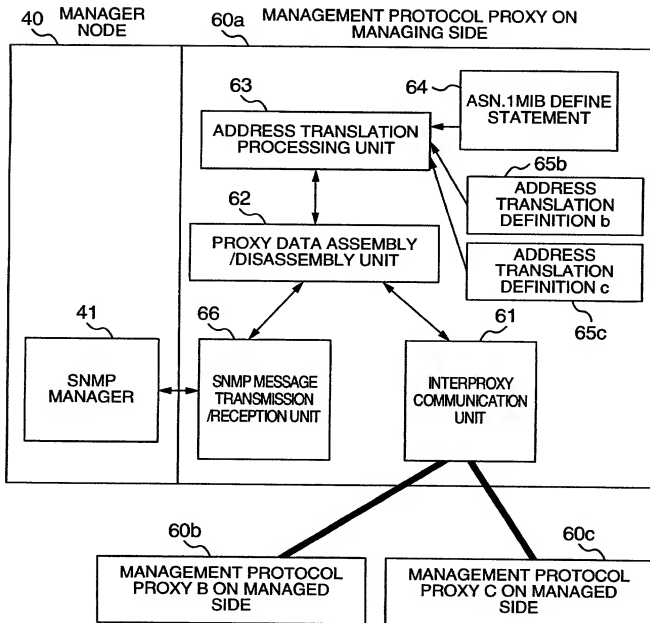 40
MANAGER
NODE
60a
MANAGEMENT PROTOCOL PROXY ON
MANAGING SIDE
63
ADDRESS TRANSLATION
PROCESSING UNIT
64
ASN.1MIB DEFINE
STATEMENT
65b
ADDRESS
TRANSLATION
DEFINITION b
62
PROXY DATA ASSEMBLY
/DISASSEMBLY UNIT
ADDRESS
TRANSLATION
DEFINITION c
65c
41
SNMP
MANAGER
66
SNMP MESSAGE
TRANSMISSION
/RECEPTION UNIT
61
INTERPROXY
COMMUNICATION
UNIT
60b
MANAGEMENT PROTOCOL
PROXY B ON MANAGED
SIDE
60c
MANAGEMENT PROTOCOL
PROXY C ON MANAGED
SIDE